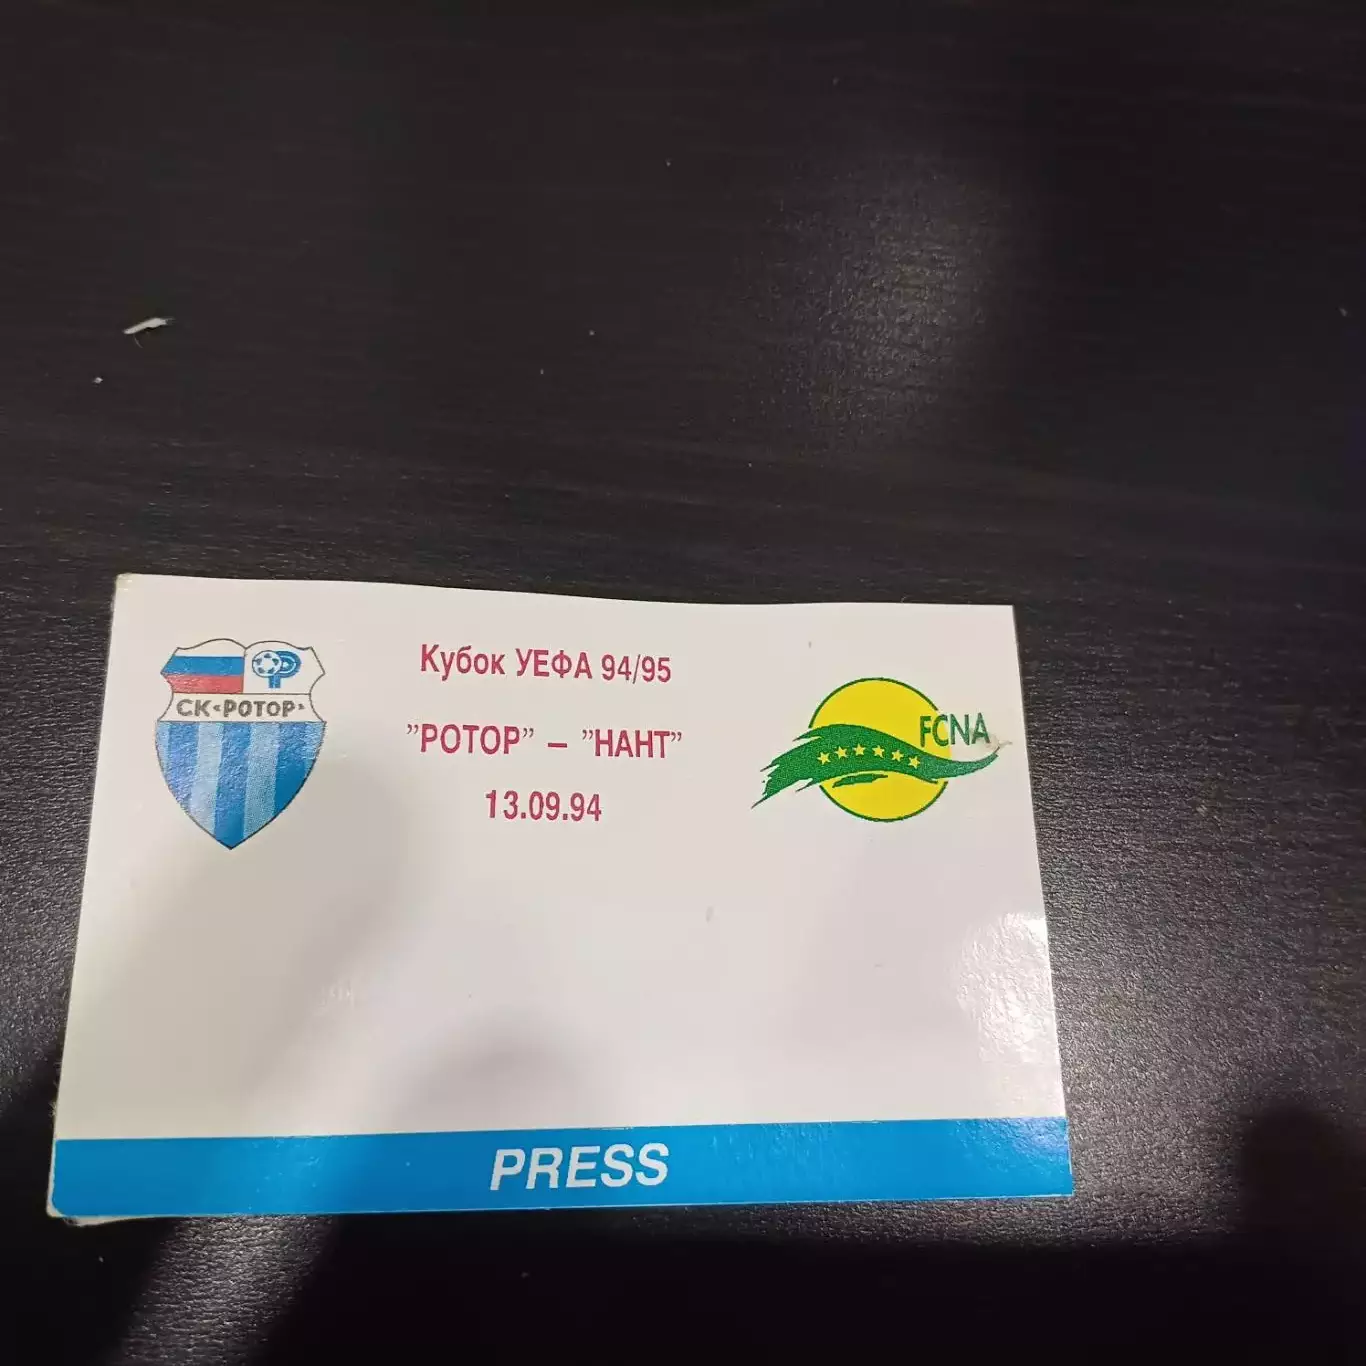 СК«РОТОР»
Кубок УЕФА 94/95
"РОТОР" – "НАНТ"
13.09.94
FCNA
PRESS